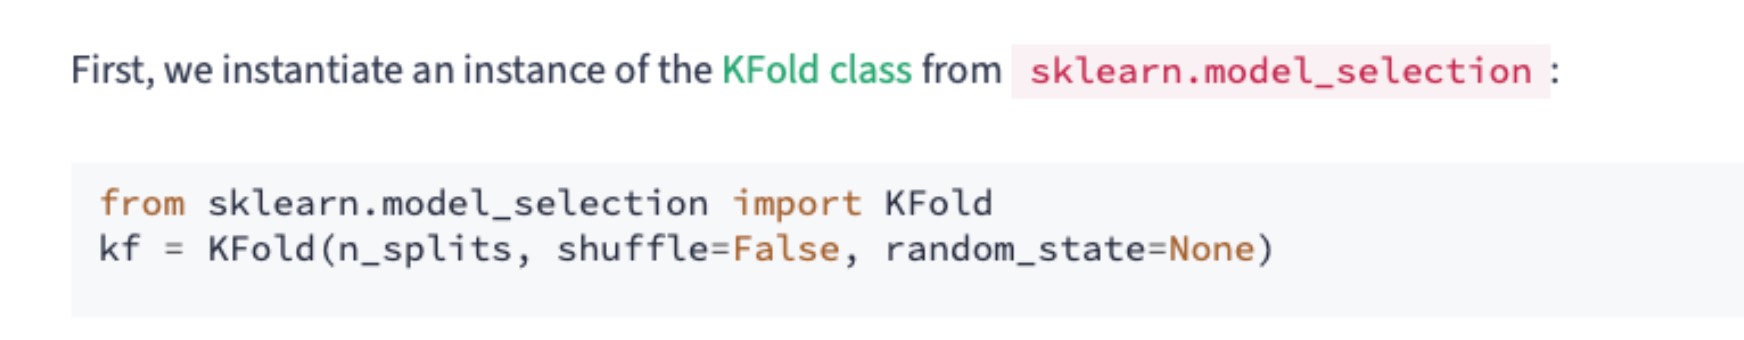 First, we instantiate an instance of the KFold class from sklearn.model_selection:
from sklearn.model_selection import KFold
kf = KFold(n_splits, shuffle=False, random_state=None)